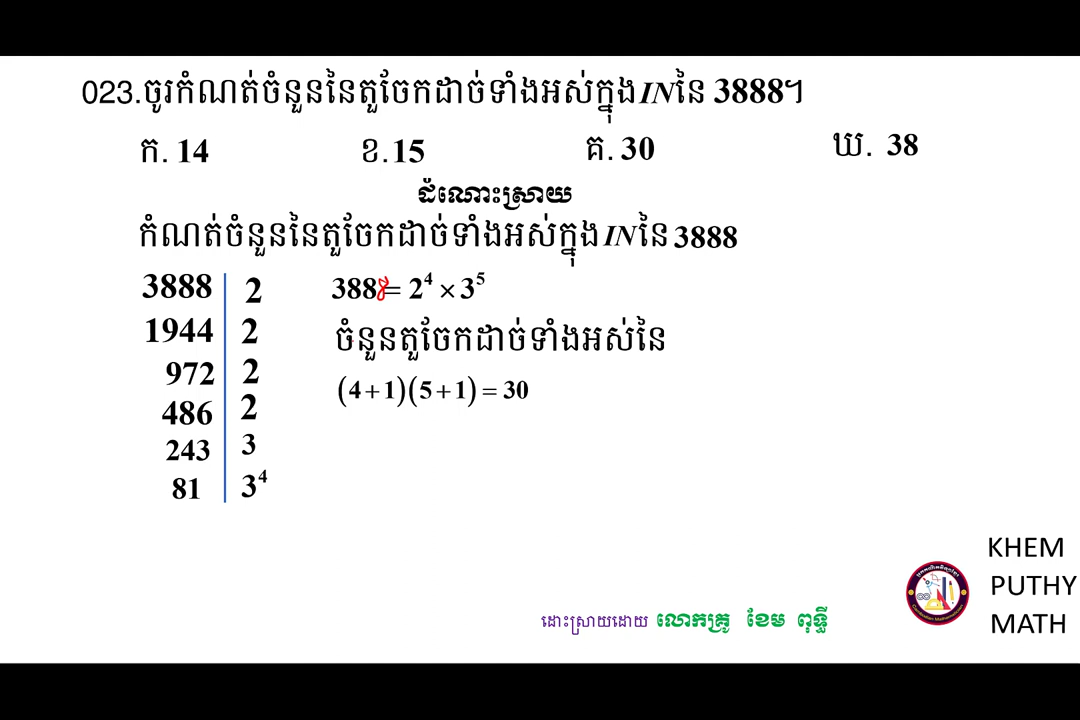 023.ចូរកំណត់ចំនួននៃតួចែកដាច់ទាំងអស់ក្នុងINនៃ 3888។
ក. 14 ខ.15 គ. 30 ឃ. 38
ដំណោះស្រាយ
កំណត់ចំនួននៃតួចែកដាច់ទាំងអស់ក្នុងINនៃ 3888
3888 | 2
1944 | 2
972 | 2
486 | 2
243 | 3
81 | 3⁴
3888 = 2⁴ × 3⁵
ចំនួនតួចែកដាច់ទាំងអស់នៃ
(4+1)(5+1) = 30
KHEM
PUTHY
MATH
ដោះស្រាយដោយ លោកគ្រូ ខែម ពុទ្ធី